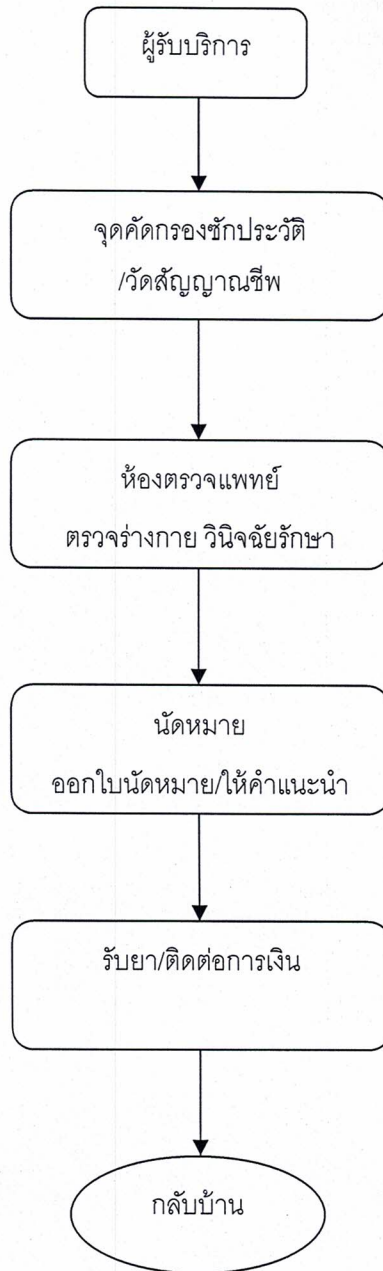 ผู้รับบริการ
จุดคัดกรองซักประวัติ
/วัดสัญญาณชีพ
ห้องตรวจแพทย์
ตรวจร่างกาย วินิจฉัยรักษา
นัดหมาย
ออกใบนัดหมาย/ให้คำแนะนำ
รับยา/ติดต่อการเงิน
กลับบ้าน